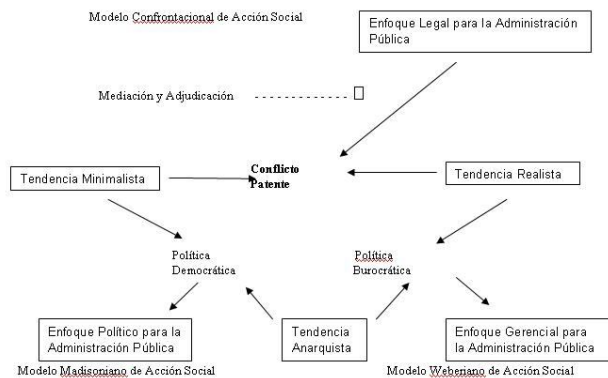 Modelo Confrontacional de Acción Social
Enfoque Legal para la Administración
Pública
Mediación y Adjudicación
Conflicto
Patente
Tendencia Minimalista
Tendencia Realista
Política
Democrática
Política
Burocrática
Enfoque Político para la
Administración Pública
Tendencia
Anarquista
Enfoque Gerencial para
la Administración Pública
Modelo Madisoniano de Acción Social
Modelo Weberiano de Acción Social